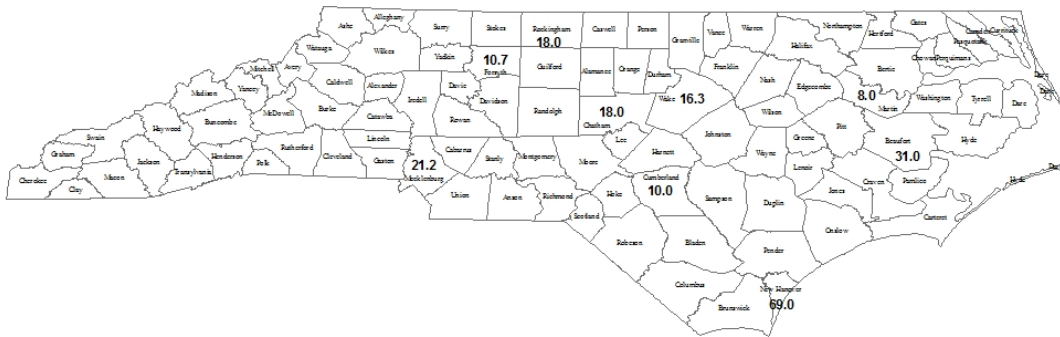 Ashe
Alleghany
Surry
Stokes
Rockingham
18.0
Caswell
Person
Granville
Vance
Warren
Northampton
Gates
Hertford
Halifax
Camden
Currituck
Pasquotank
Perquimans
Chowan
Bertie
Watauga
Wilkes
Yadkin
10.7
Forsyth
Guilford
Alamance
Orange
Durham
Franklin
Nash
Edgecombe
8.0
Martin
Washington
Tyrrell
Dare
Dare
Mitchell
Avery
Yancey
Madison
Caldwell
Alexander
Iredell
Davie
Davidson
Randolph
18.0
Chatham
Wake
16.3
Wilson
Pitt
Beaufort
31.0
Hyde
Buncombe
McDowell
Burke
Catawba
Rowan
Lee
Johnston
Greene
Haywood
Swain
Graham
Jackson
Henderson
Polk
Rutherford
Cleveland
Lincoln
Gaston
21.2
Mecklenburg
Cabarrus
Stanly
Montgomery
Moore
Harnett
Wayne
Lenoir
Craven
Pamlico
Hyde
Cherokee
Clay
Macon
Transylvania
Union
Anson
Richmond
Hoke
Cumberland
10.0
Sampson
Duplin
Jones
Carteret
Scotland
Robeson
Bladen
Pender
Onslow
Columbus
Brunswick
New Hanover
69.0